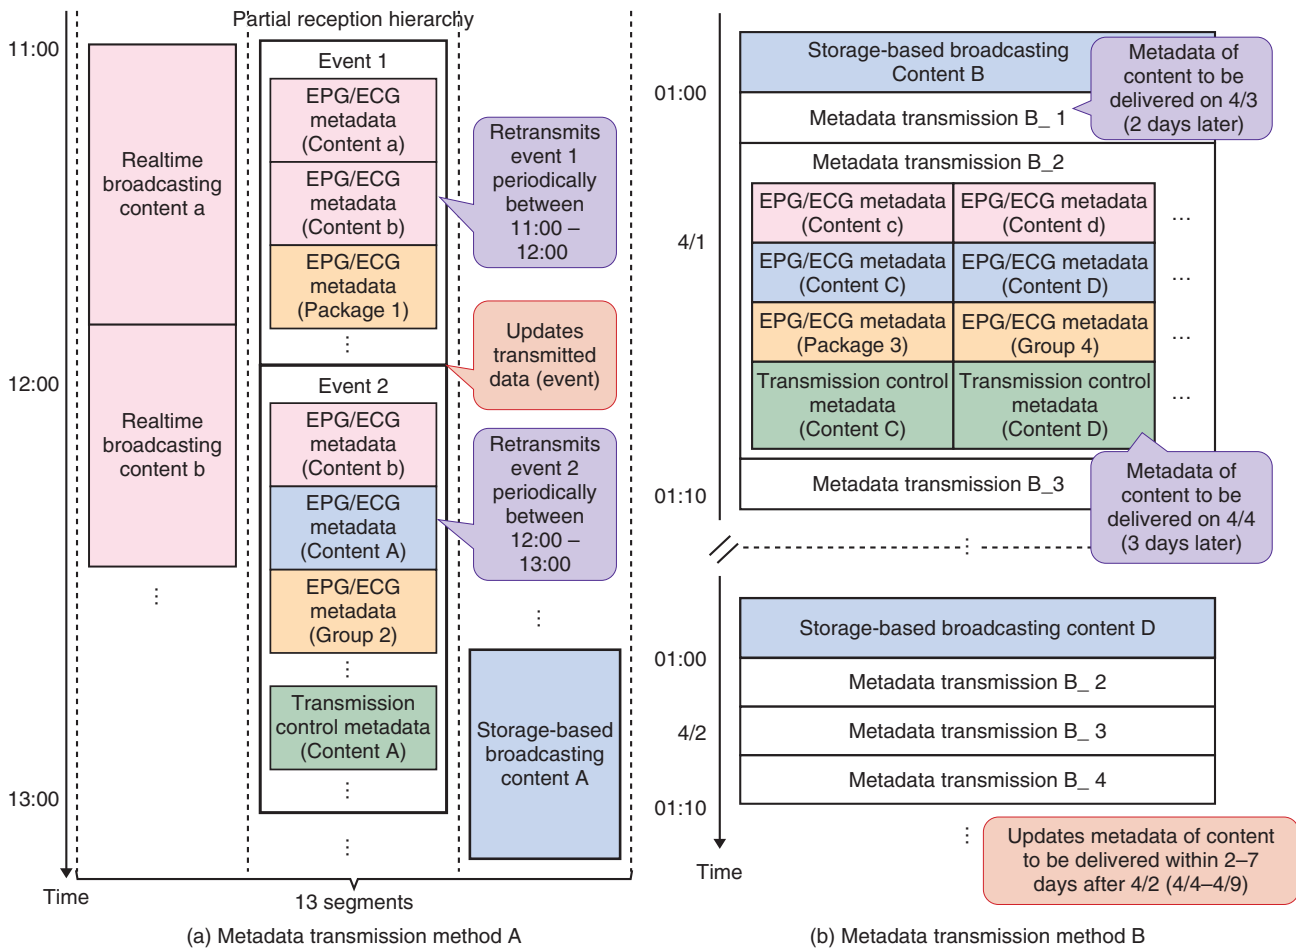 Partial reception hierarchy
11:00
12:00
13:00
Time
Realtime
broadcasting
content a
Realtime
broadcasting
content b
⋮
Event 1
EPG/ECG
metadata
(Content a)
EPG/ECG
metadata
(Content b)
EPG/ECG
metadata
(Package 1)
⋮
Event 2
EPG/ECG
metadata
(Content b)
EPG/ECG
metadata
(Content A)
EPG/ECG
metadata
(Group 2)
⋮
Transmission
control metadata
(Content A)
⋮
⋮
Retransmits
event 1
periodically
between
11:00 –
12:00
Updates
transmitted
data (event)
Retransmits
event 2
periodically
between
12:00 –
13:00
⋮
Storage-based
broadcasting
content A
13 segments
(a) Metadata transmission method A
01:00
4/1
01:10
01:00
4/2
01:10
Time
Storage-based broadcasting
Content B
Metadata of
content to be
delivered on 4/3
(2 days later)
Metadata transmission B_ 1
Metadata transmission B_2
EPG/ECG metadata
(Content c)
EPG/ECG metadata
(Content d)
...
EPG/ECG metadata
(Content C)
EPG/ECG metadata
(Content D)
...
EPG/ECG metadata
(Package 3)
EPG/ECG metadata
(Group 4)
...
Transmission control
metadata
(Content C)
Transmission control
metadata
(Content D)
...
Metadata transmission B_3
Metadata of
content to be
delivered on 4/4
(3 days later)
⋮
Storage-based broadcasting content D
Metadata transmission B_ 2
Metadata transmission B_ 3
Metadata transmission B_ 4
⋮
Updates metadata of content
to be delivered within 2–7
days after 4/2 (4/4–4/9)
(b) Metadata transmission method B